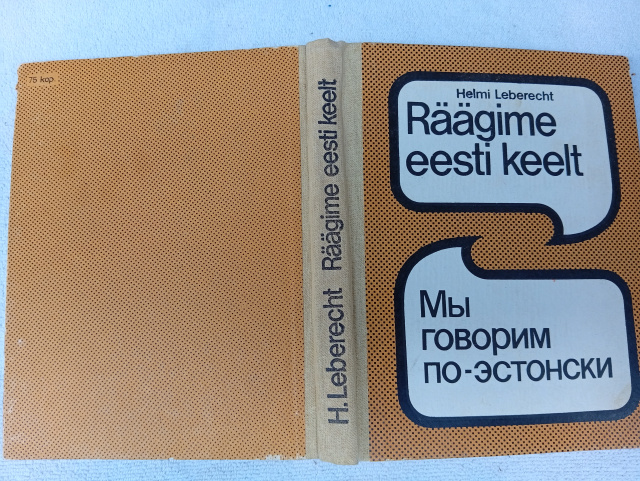 75 kop.
H. Leberecht Räägime eesti keelt
Helmi Leberecht
Räägime
eesti keelt
Мы
говорим
по-эстонски